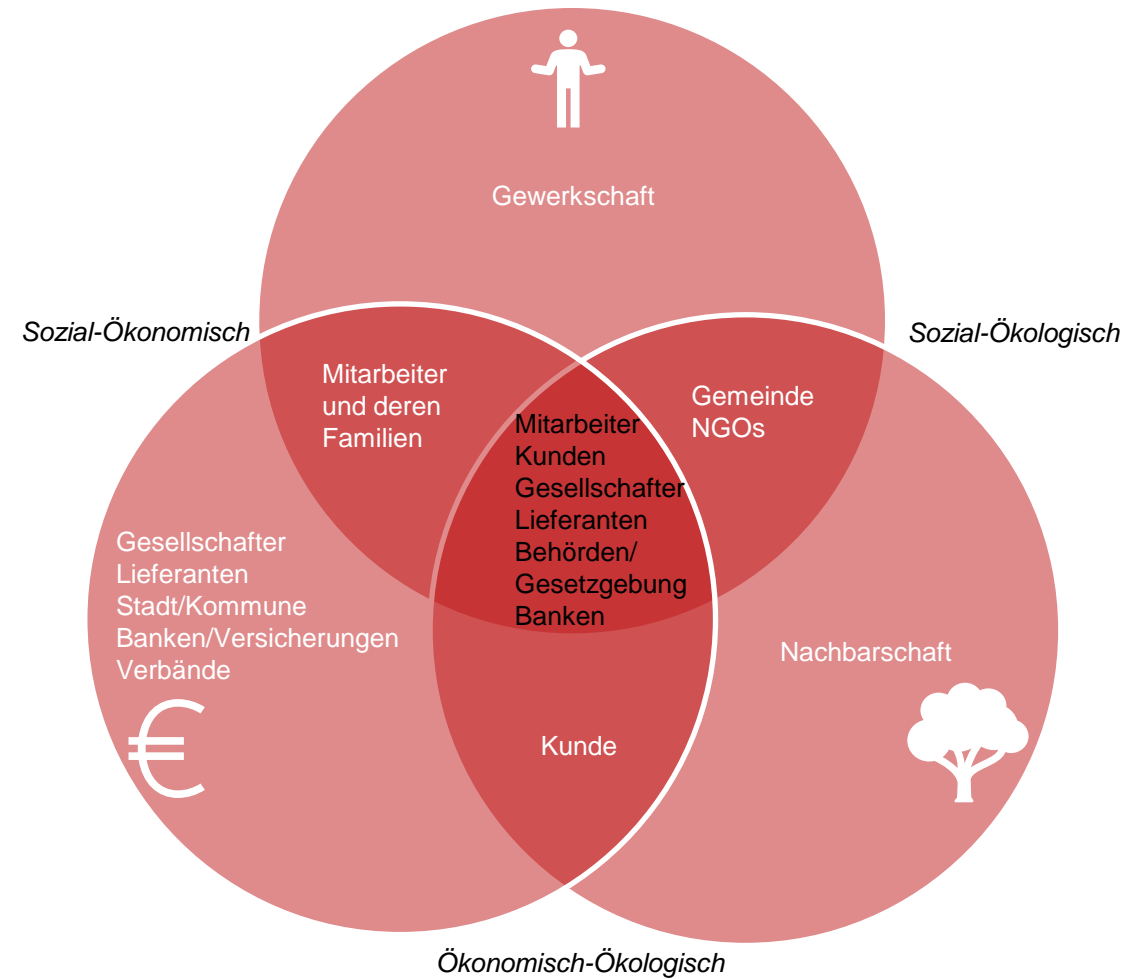 Gewerkschaft
Sozial-Ökonomisch
Sozial-Ökologisch
Mitarbeiter
und deren
Familien
Gemeinde
NGOs
Mitarbeiter
Kunden
Gesellschafter
Lieferanten
Behörden/
Gesetzgebung
Banken
Gesellschafter
Lieferanten
Stadt/Kommune
Banken/Versicherungen
Verbände
Nachbarschaft
€
Kunde
Ökonomisch-Ökologisch